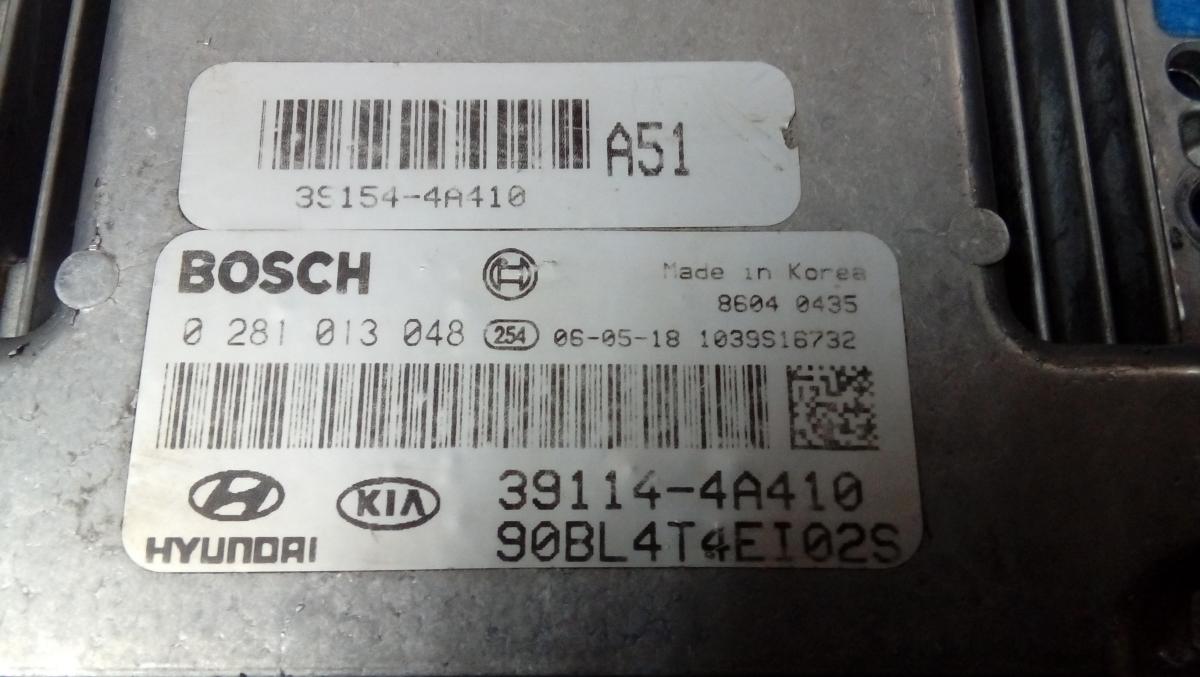 A51
39154-4A410
BOSCH
Made in Korea
8604 0435
0 281 013 048 254 06-05-18 1039S16732
39114-4A410
HYUNDAI KIA 90BL4T4EI02S